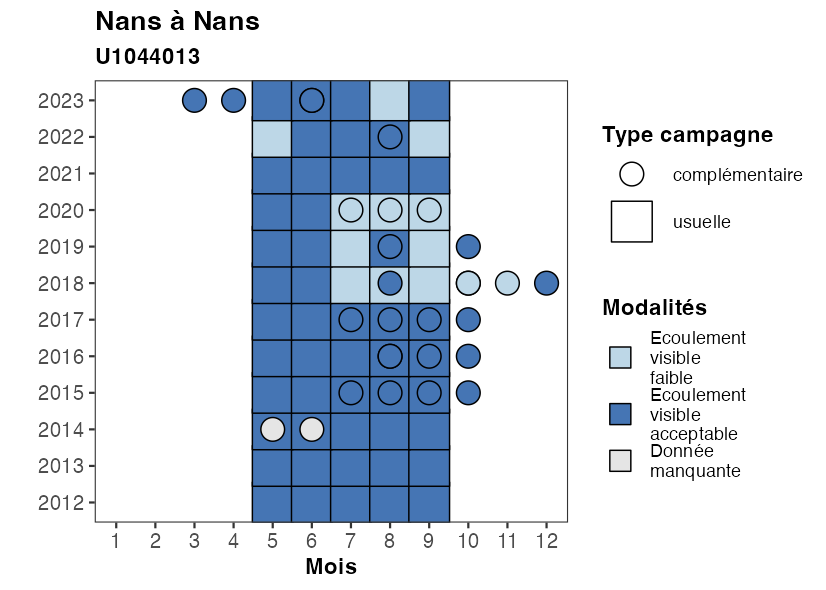 Nans à Nans
U1044013
2023
2022
2021
2020
2019
2018
2017
2016
2015
2014
2013
2012
1 2 3 4 5 6 7 8 9 10 11 12
Mois
Type campagne
complémentaire
usuelle
Modalités
Ecoulement
visible
faible
Ecoulement
visible
acceptable
Donnée
manquante